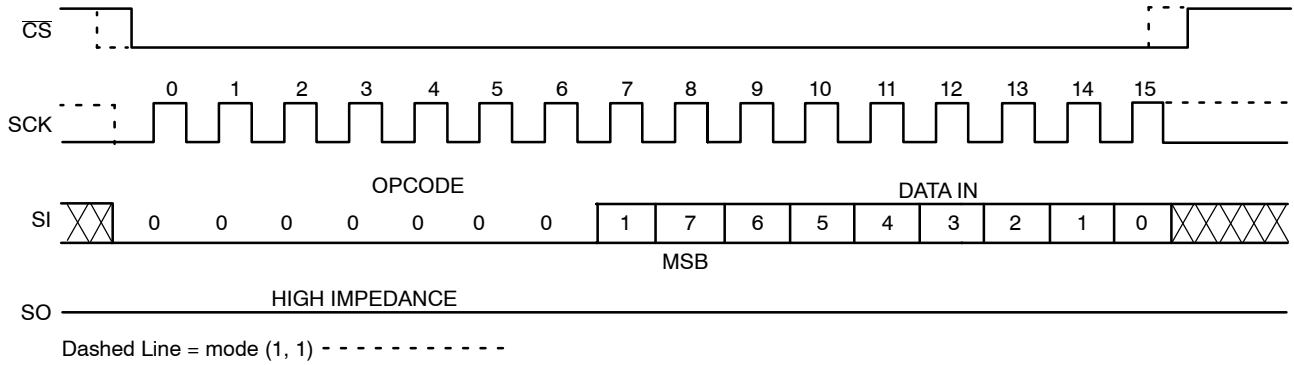 CS
0 1 2 3 4 5 6 7 8 9 10 11 12 13 14 15
SCK
OPCODE
DATA IN
SI
0 0 0 0 0 0 0 1 7 6 5 4 3 2 1 0
MSB
HIGH IMPEDANCE
SO
Dashed Line = mode (1, 1)